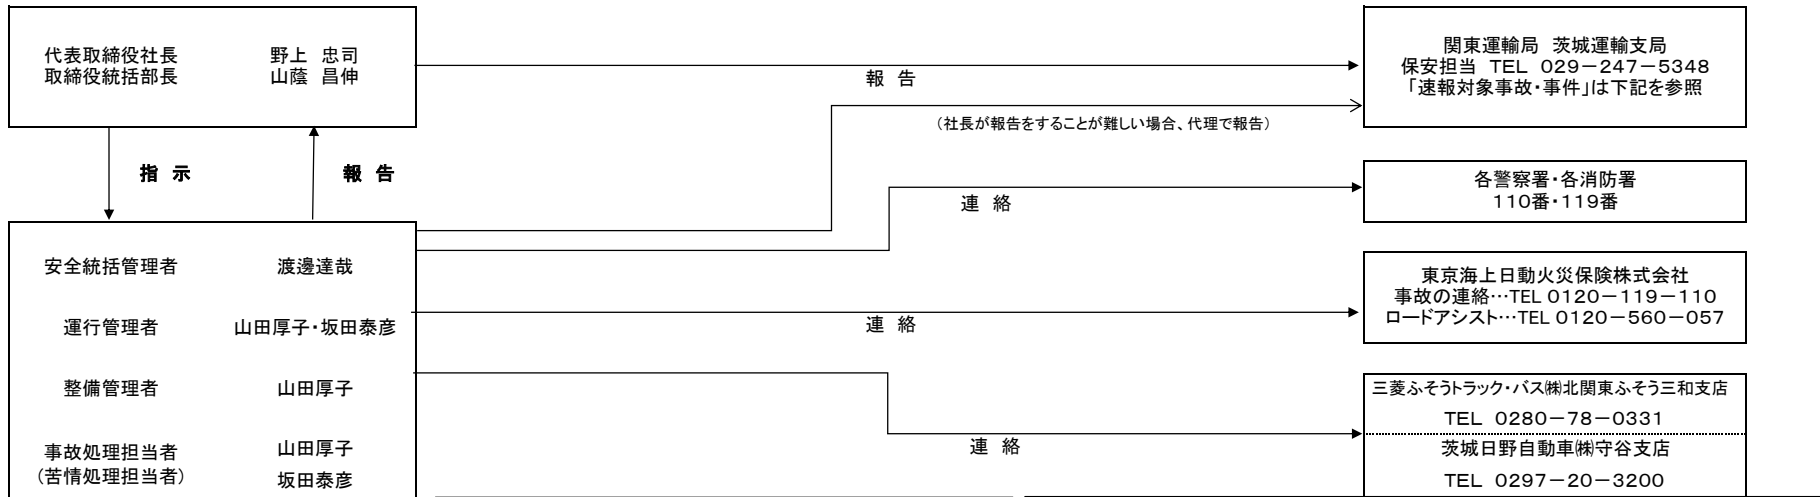 代表取締役社長 野上 忠司
取締役統括部長 山蔭 昌伸
報 告
(社長が報告をすることが難しい場合、代理で報告)
関東運輸局 茨城運輸支局
保安担当 TEL 029-247-5348
「速報対象事故・事件」は下記を参照
指 示
報 告
各警察署・各消防署
110番・119番
連 絡
安全統括管理者 渡邊達哉
運行管理者 山田厚子・坂田泰彦
整備管理者 山田厚子
事故処理担当者
(苦情処理担当者)
山田厚子
坂田泰彦
連 絡
東京海上日動火災保険株式会社
事故の連絡…TEL 0120-119-110
ロードアシスト…TEL 0120-560-057
連 絡
三菱ふそうトラック・バス㈱北関東ふそう三和支店
TEL 0280-78-0331
茨城日野自動車㈱守谷支店
TEL 0297-20-3200